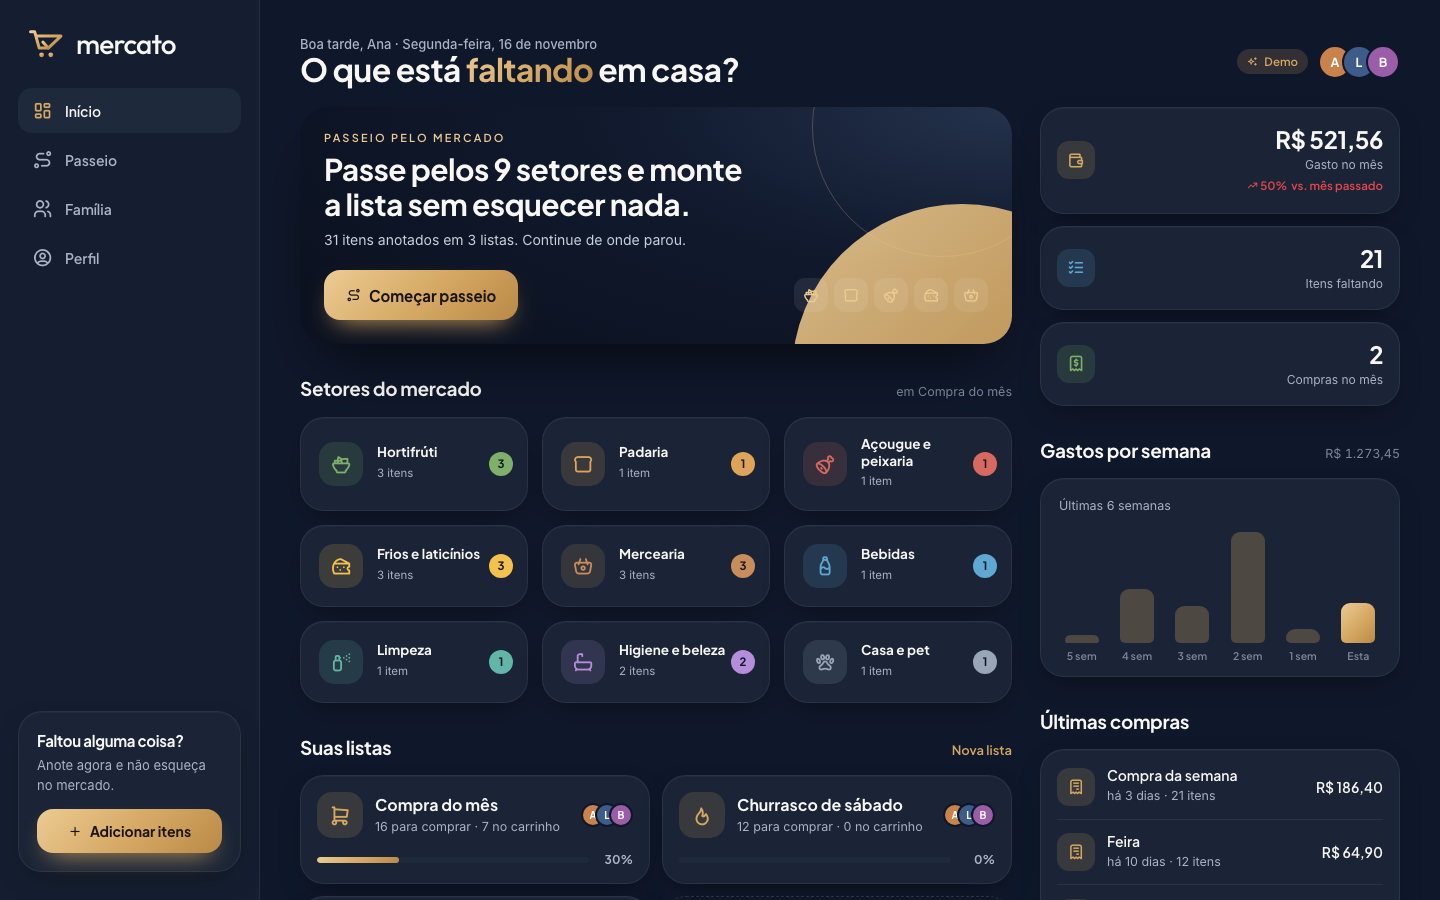 mercato
Início
Passeio
Família
Perfil
Faltou alguma coisa?
Anote agora e não esqueça
no mercado.
Adicionar itens
Boa tarde, Ana · Segunda-feira, 16 de novembro
O que está faltando em casa?
Demo
A L B
PASSEIO PELO MERCADO
Passe pelos 9 setores e monte
a lista sem esquecer nada.
31 itens anotados em 3 listas. Continue de onde parou.
Começar passeio
Setores do mercado
em Compra do mês
Hortifrúti
3 itens
3
Padaria
1 item
1
Açougue e
peixaria
1 item
1
Frios e laticínios
3 itens
3
Mercearia
3 itens
3
Bebidas
1 item
1
Limpeza
1 item
1
Higiene e beleza
2 itens
2
Casa e pet
1 item
1
Suas listas
Nova lista
Compra do mês
16 para comprar · 7 no carrinho
A L B
30%
Churrasco de sábado
12 para comprar · 0 no carrinho
A L B
0%
R$ 521,56
Gasto no mês
50% vs. mês passado
21
Itens faltando
2
Compras no mês
Gastos por semana
R$ 1.273,45
Últimas 6 semanas
5 sem
4 sem
3 sem
2 sem
1 sem
Esta
Últimas compras
Compra da semana
há 3 dias · 21 itens
R$ 186,40
Feira
há 10 dias · 12 itens
R$ 64,90